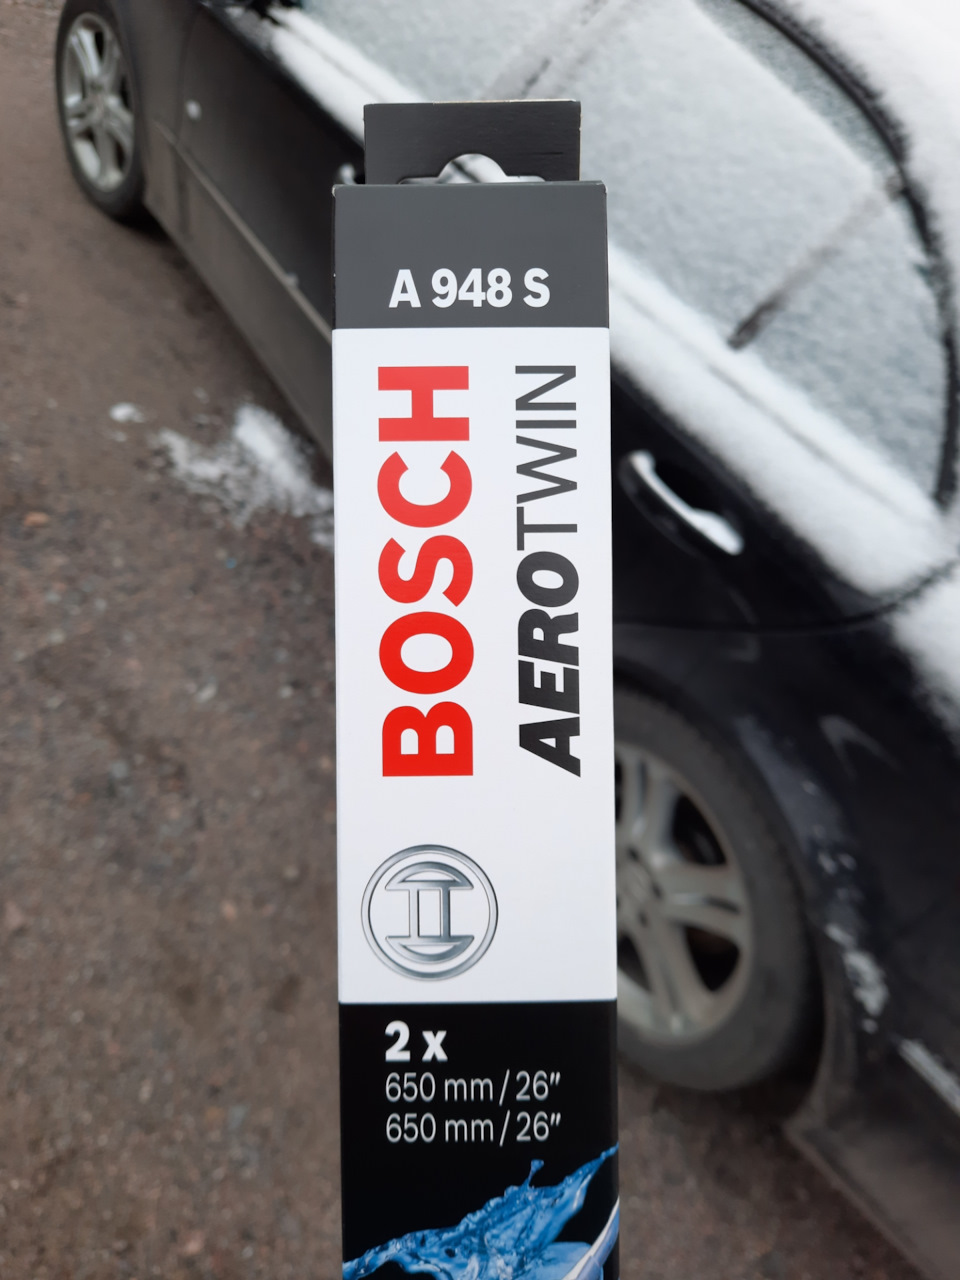 A 948 S
BOSCH
AEROTWIN
2 x
650 mm / 26"
650 mm / 26"